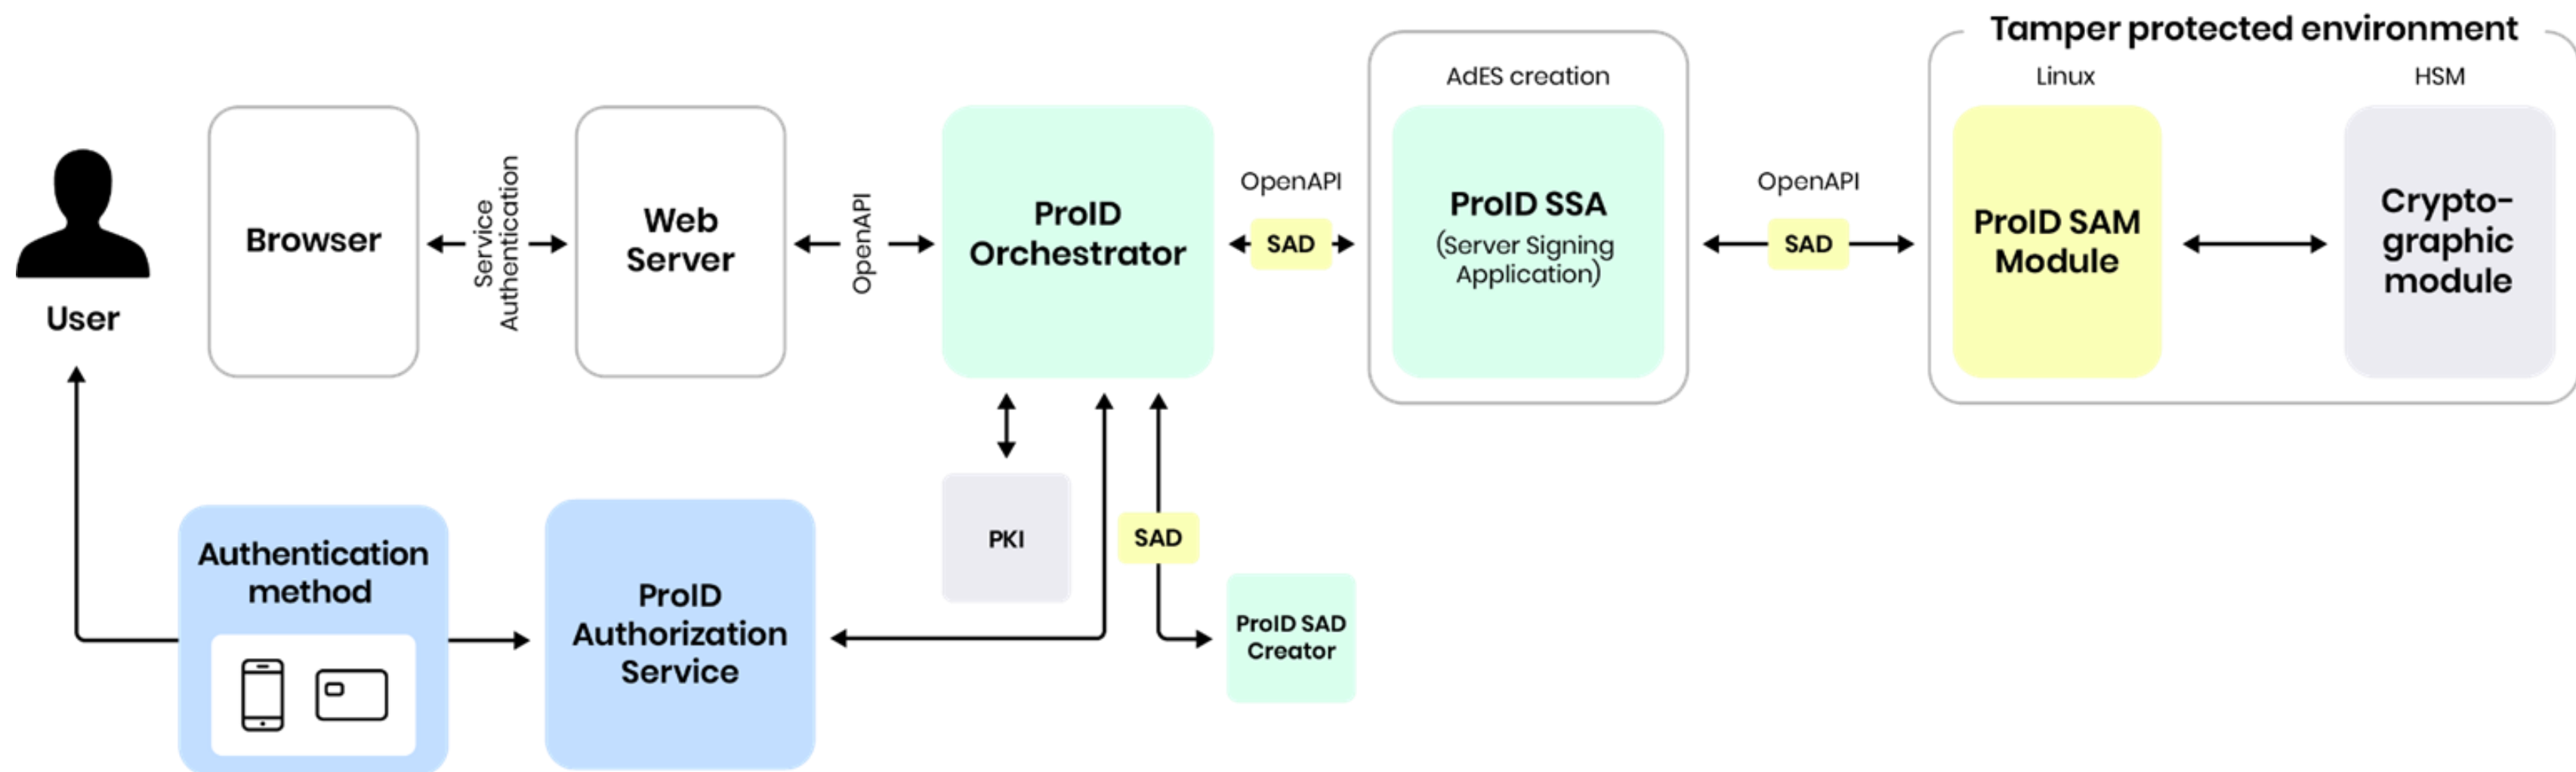 Tamper protected environment
AdES creation
Linux
HSM
User
Browser
Service
Authentication
Web
Server
OpenAPI
ProID
Orchestrator
OpenAPI
SAD
ProID SSA
(Server Signing
Application)
OpenAPI
SAD
ProID SAM
Module
Crypto-
graphic
module
Authentication
method
ProID
Authorization
Service
PKI
SAD
ProID SAD
Creator